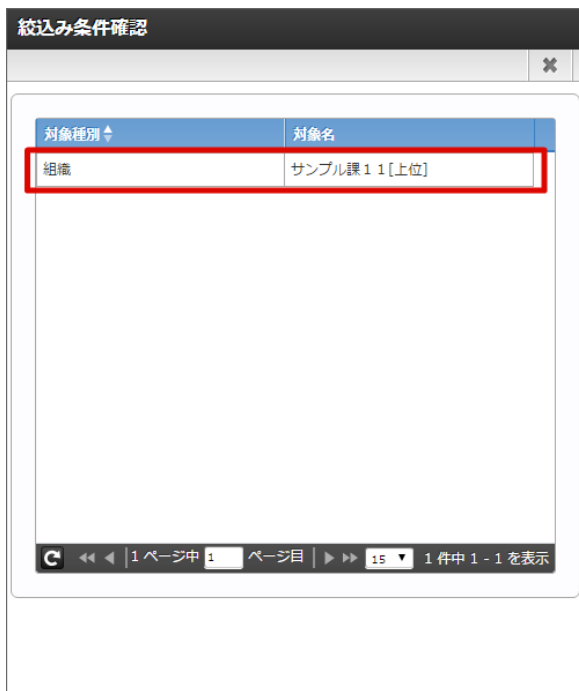 絞込み条件確認
対象種別 対象名
組織 サンプル課１１[上位]
1 ページ中 1 ページ目 15 1 件中 1 - 1 を表示